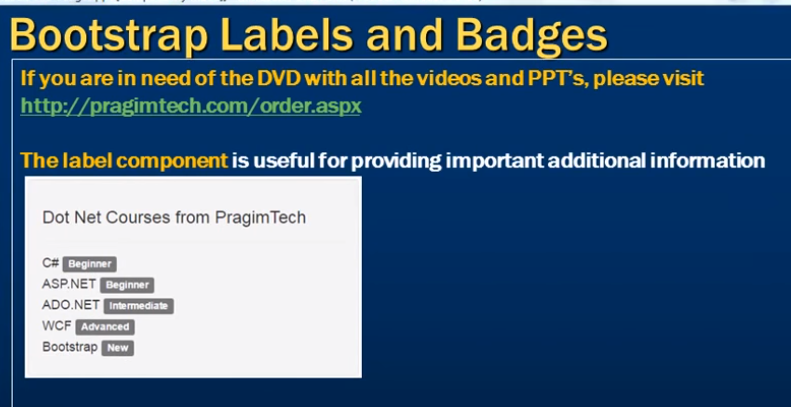 Bootstrap Labels and Badges
If you are in need of the DVD with all the videos and PPT's, please visit
http://pragimtech.com/order.aspx
The label component is useful for providing important additional information
Dot Net Courses from PragimTech
C# Beginner
ASP.NET Beginner
ADO.NET Intermediate
WCF Advanced
Bootstrap New